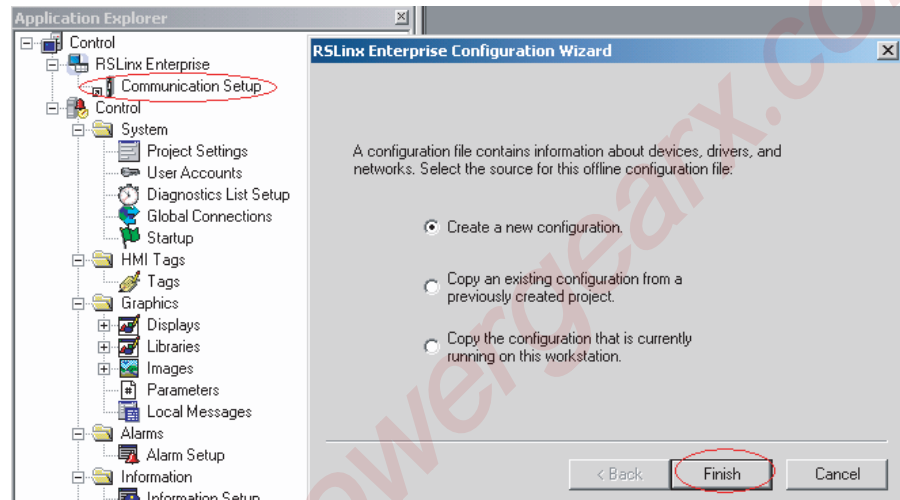 Application Explorer
Control
RSLinx Enterprise
Communication Setup
Control
System
Project Settings
User Accounts
Diagnostics List Setup
Global Connections
Startup
HMI Tags
Tags
Graphics
Displays
Libraries
Images
Parameters
Local Messages
Alarms
Alarm Setup
Information
Information Setup
RSLinx Enterprise Configuration Wizard
A configuration file contains information about devices, drivers, and
networks. Select the source for this offline configuration file:
Create a new configuration.
Copy an existing configuration from a
previously created project.
Copy the configuration that is currently
running on this workstation.
< Back
Finish
Cancel
owergearx.co